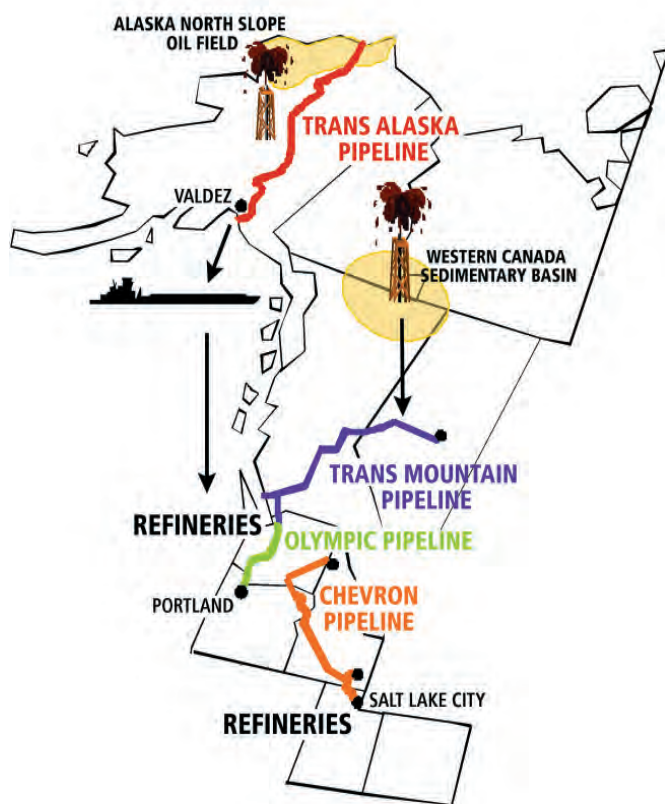 ALASKA NORTH SLOPE
OIL FIELD
TRANS ALASKA
PIPELINE
VALDEZ
WESTERN CANADA
SEDIMENTARY BASIN
TRANS MOUNTAIN
PIPELINE
REFINERIES
OLYMPIC PIPELINE
PORTLAND
CHEVRON
PIPELINE
SALT LAKE CITY
REFINERIES